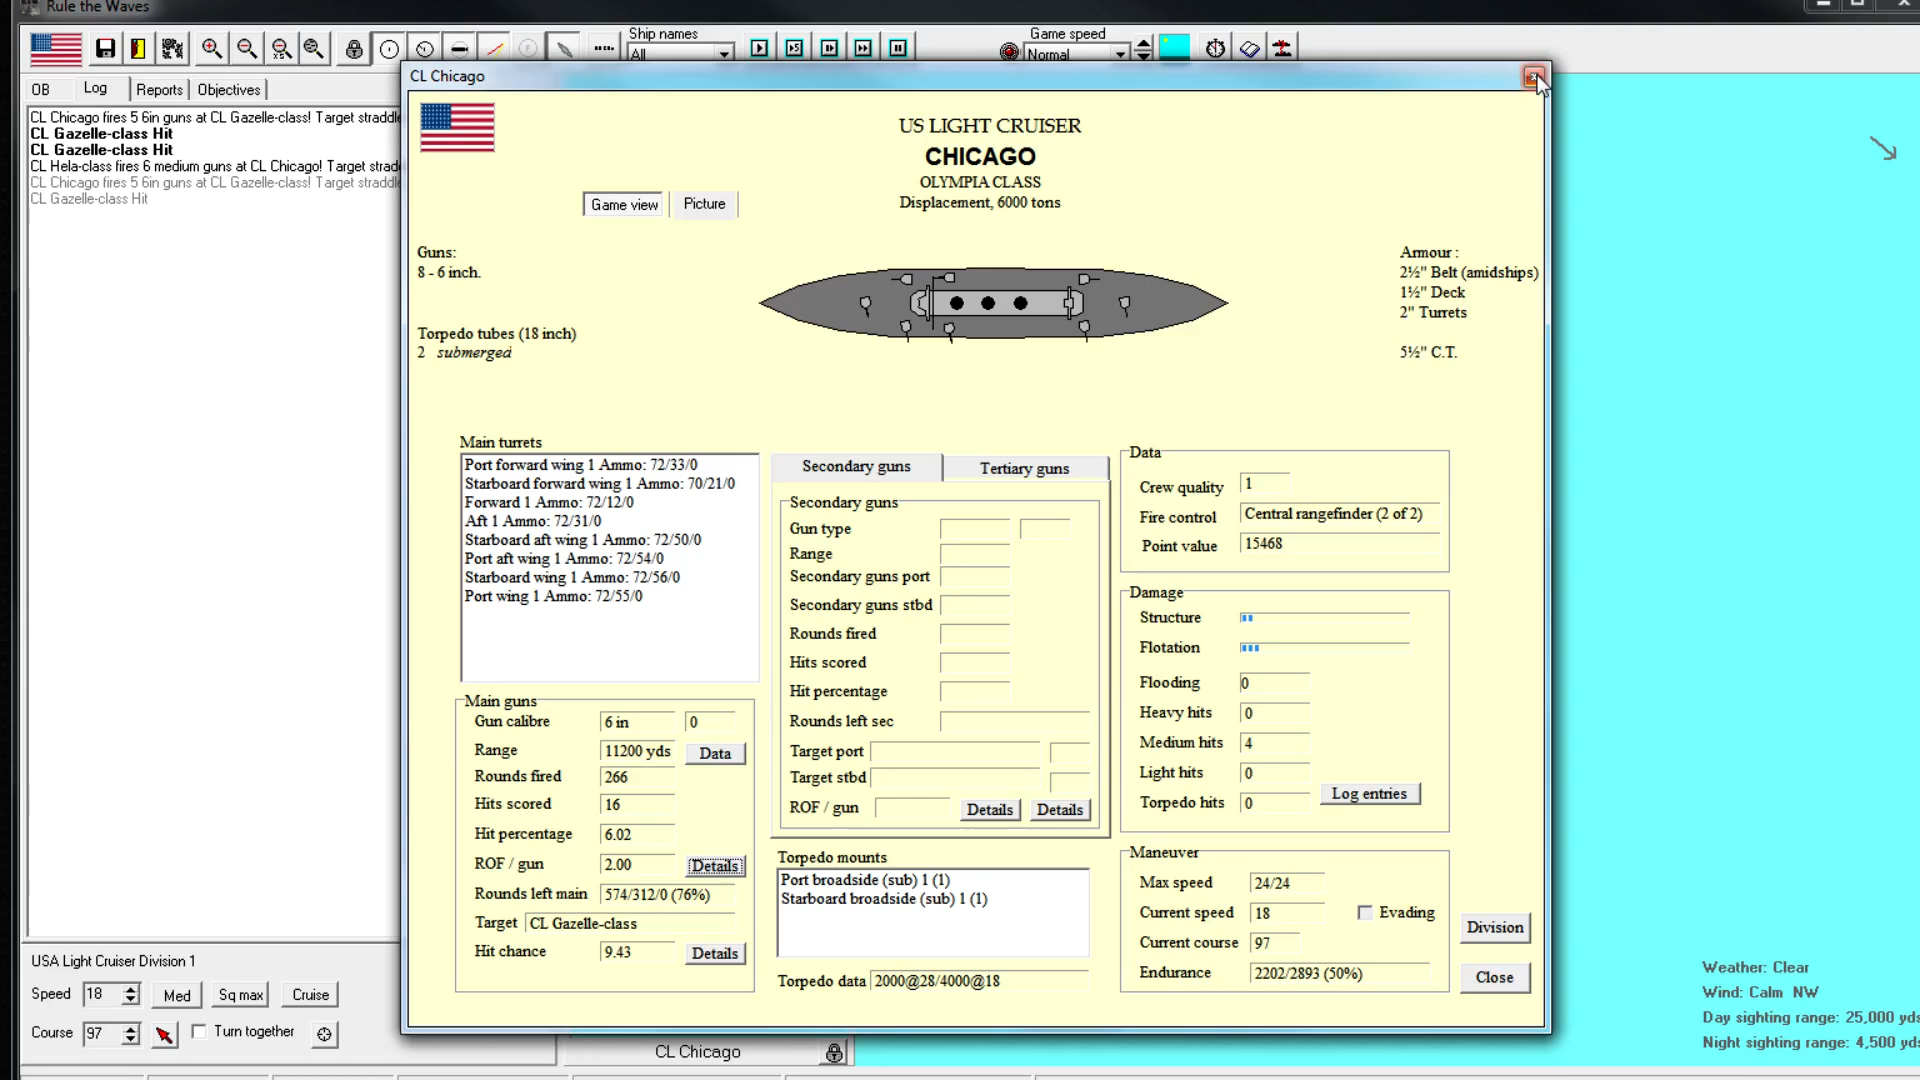 Rule the Waves
Ship names
All
Game speed
Normal
OB
Log
Reports
Objectives
CL Chicago fires 5 6in guns at CL Gazelle-class! Target straddle
CL Gazelle-class Hit
CL Gazelle-class Hit
CL Hela-class fires 6 medium guns at CL Chicago! Target strad
CL Chicago fires 5 6in guns at CL Gazelle-class! Target straddle
CL Gazelle-class Hit
CL Chicago
US LIGHT CRUISER
CHICAGO
OLYMPIA CLASS
Displacement, 6000 tons
Game view
Picture
Guns:
8 - 6 inch.
Torpedo tubes (18 inch)
2 submerged
Armour :
2½" Belt (amidships)
1½" Deck
2" Turrets
5½" C.T.
Main turrets
Port forward wing 1 Ammo: 72/33/0
Starboard forward wing 1 Ammo: 70/21/0
Forward 1 Ammo: 72/12/0
Aft 1 Ammo: 72/31/0
Starboard aft wing 1 Ammo: 72/50/0
Port aft wing 1 Ammo: 72/54/0
Starboard wing 1 Ammo: 72/56/0
Port wing 1 Ammo: 72/55/0
Main guns
Gun calibre 6 in 0
Range 11200 yds Data
Rounds fired 266
Hits scored 16
Hit percentage 6.02
ROF / gun 2.00 Details
Rounds left main 574/312/0 (76%)
Target CL Gazelle-class
Hit chance 9.43 Details
Secondary guns
Tertiary guns
Secondary guns
Gun type
Range
Secondary guns port
Secondary guns stbd
Rounds fired
Hits scored
Hit percentage
Rounds left sec
Target port
Target stbd
ROF / gun Details Details
Torpedo mounts
Port broadside (sub) 1 (1)
Starboard broadside (sub) 1 (1)
Torpedo data 2000@28/4000@18
Data
Crew quality 1
Fire control Central rangefinder (2 of 2)
Point value 15468
Damage
Structure
Flotation
Flooding 0
Heavy hits 0
Medium hits 4
Light hits 0
Torpedo hits 0
Log entries
Maneuver
Max speed 24/24
Current speed 18 Evading
Current course 97
Endurance 2202/2893 (50%)
Division
Close
USA Light Cruiser Division 1
Speed 18 Med Sq max Cruise
Course 97 Turn together
CL Chicago
Weather: Clear
Wind: Calm NW
Day sighting range: 25,000 yds
Night sighting range: 4,500 yds